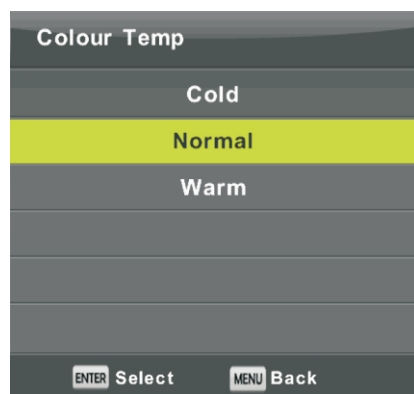 Colour Temp
Cold
Normal
Warm
ENTER Select MENU Back